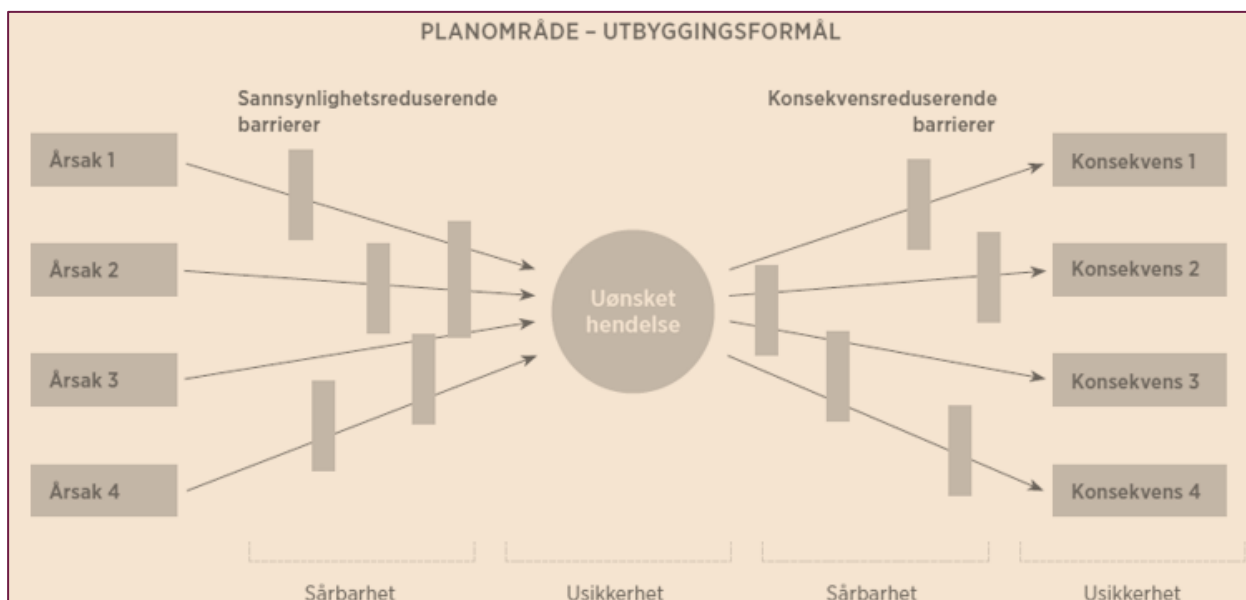 PLANOMRÅDE – UTBYGGINGSFORMÅL
Sannsynlighetsreduserende
barrierer
Konsekvensreduserende
barrierer
Årsak 1
Årsak 2
Årsak 3
Årsak 4
Uønsket
hendelse
Konsekvens 1
Konsekvens 2
Konsekvens 3
Konsekvens 4
Sårbarhet
Usikkerhet
Sårbarhet
Usikkerhet